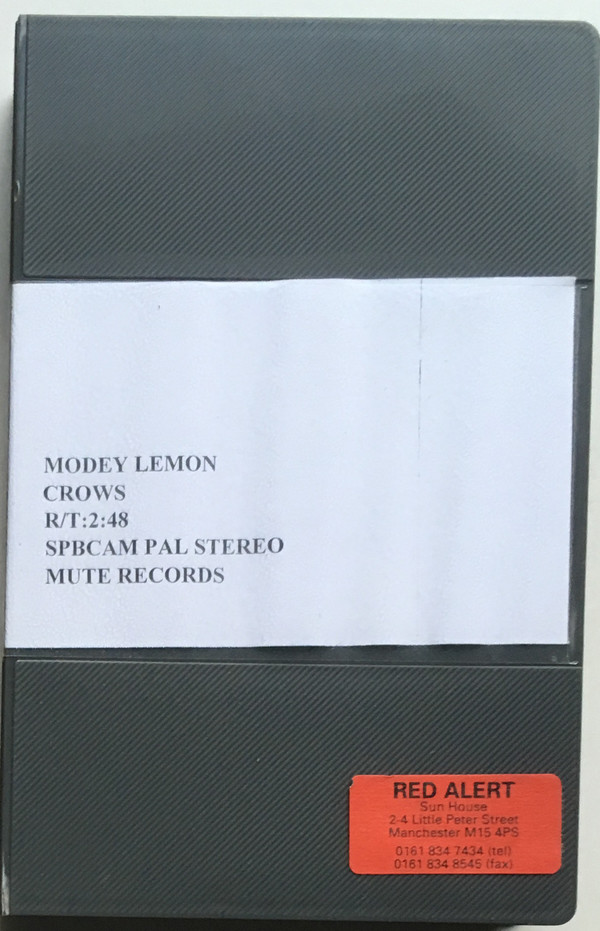 MODEY LEMON
CROWS
R/T:2:48
SPBCAM PAL STEREO
MUTE RECORDS
RED ALERT
Sun House
2-4 Little Peter Street
Manchester M15 4PS
0161 834 7434 (tel)
0161 834 8545 (fax)